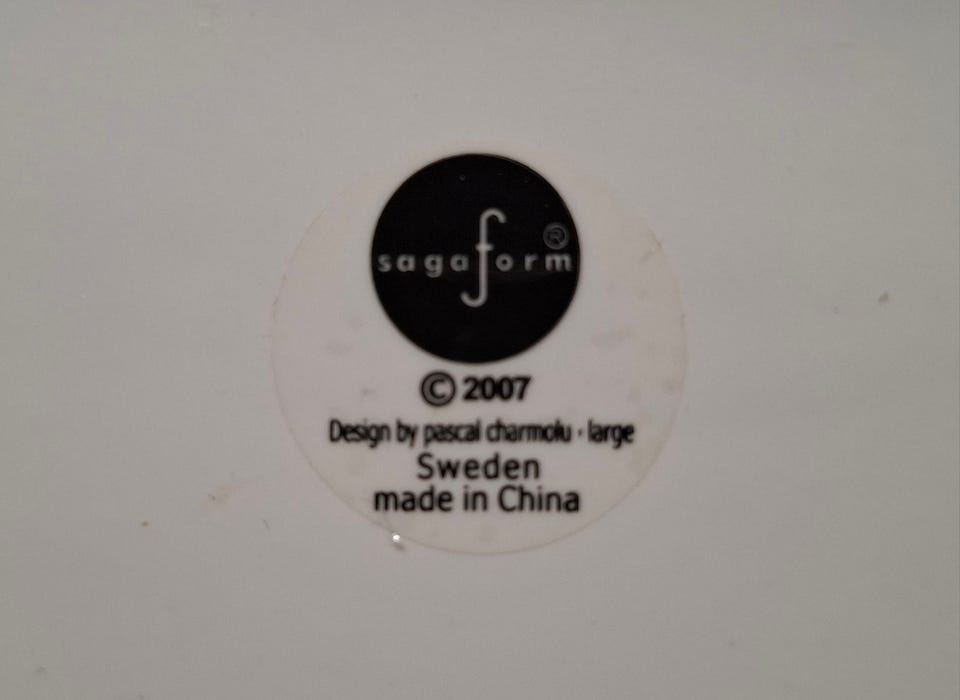 sagaform ®
© 2007
Design by pascal charmolu · large
Sweden
made in China